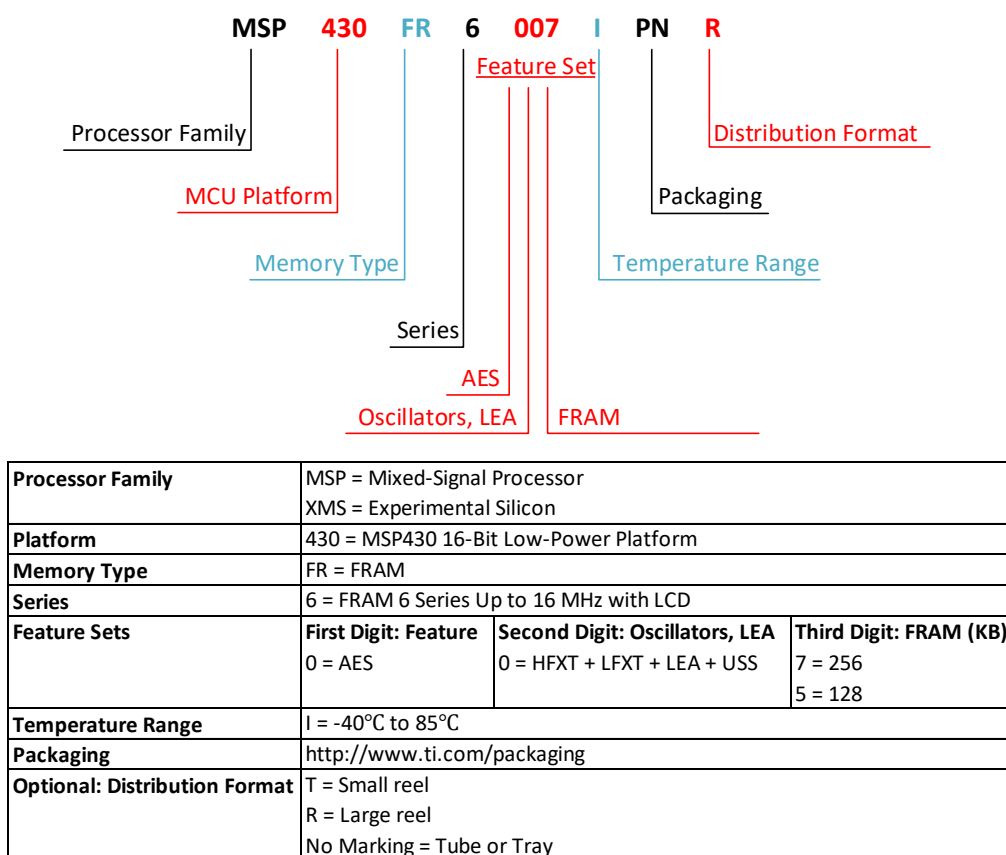 MSP 430 FR 6 007 I PN R
Feature Set
Processor Family
Distribution Format
MCU Platform
Packaging
Memory Type
Temperature Range
Series
AES
Oscillators, LEA
FRAM
Processor Family MSP = Mixed-Signal Processor
XMS = Experimental Silicon
Platform 430 = MSP430 16-Bit Low-Power Platform
Memory Type FR = FRAM
Series 6 = FRAM 6 Series Up to 16 MHz with LCD
Feature Sets First Digit: Feature Second Digit: Oscillators, LEA Third Digit: FRAM (KB)
0 = AES 0 = HFXT + LFXT + LEA + USS 7 = 256
5 = 128
Temperature Range I = -40℃ to 85℃
Packaging http://www.ti.com/packaging
Optional: Distribution Format T = Small reel
R = Large reel
No Marking = Tube or Tray